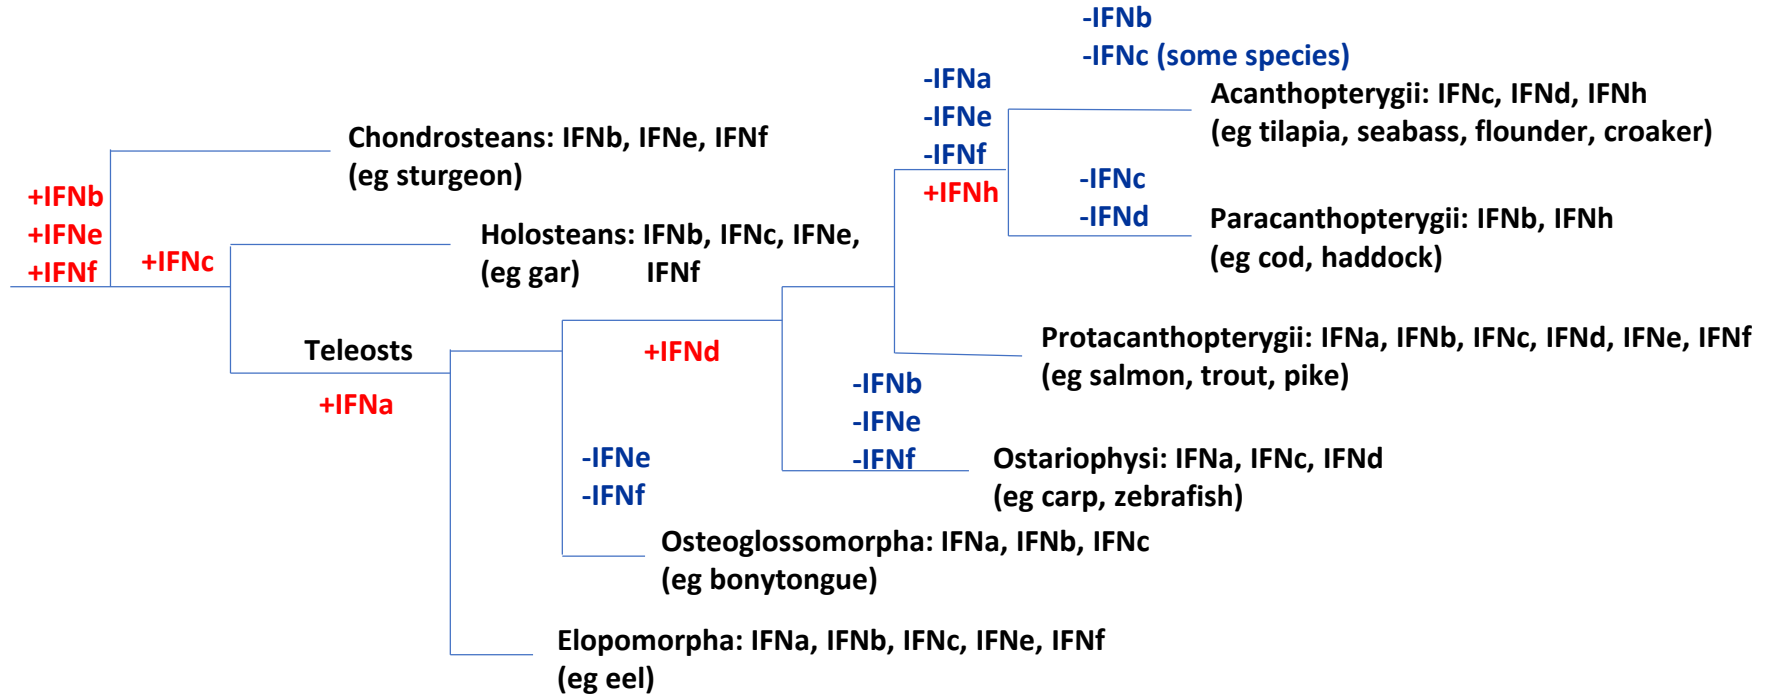 -IFNb
-IFNc (some species)
-IFNa
-IFNe
-IFNf
+IFNh
Acanthopterygii: IFNc, IFNd, IFNh
(eg tilapia, seabass, flounder, croaker)
Chondrosteans: IFNb, IFNe, IFNf
(eg sturgeon)
-IFNc
-IFNd
+IFNb
+IFNe
+IFNf
+IFNc
Paracanthopterygii: IFNb, IFNh
(eg cod, haddock)
Holosteans: IFNb, IFNc, IFNe,
(eg gar) IFNf
Teleosts
+IFNa
+IFNd
Protacanthopterygii: IFNa, IFNb, IFNc, IFNd, IFNe, IFNf
(eg salmon, trout, pike)
-IFNb
-IFNe
-IFNf
Ostariophysi: IFNa, IFNc, IFNd
(eg carp, zebrafish)
-IFNe
-IFNf
Osteoglossomorpha: IFNa, IFNb, IFNc
(eg bonytongue)
Elopomorpha: IFNa, IFNb, IFNc, IFNe, IFNf
(eg eel)